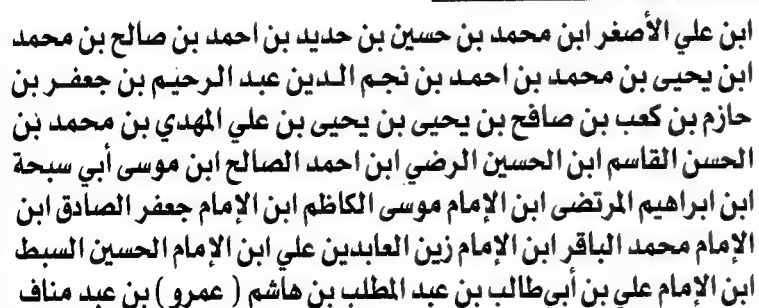 ابن علي الأصغر ابن محمد بن حسين بن حديد بن احمد بن صالح بن محمد
ابن يحيى بن محمد بن احمد بن نجم الدين عبد الرحيم بن جعفر بن
حازم بن كعب بن صافح بن يحيى بن يحيى بن علي المهدي بن محمد بن
الحسن القاسم ابن الحسين الرضي ابن احمد الصالح ابن موسى أبي سبحة
ابن ابراهيم المرتضى ابن الإمام موسى الكاظم ابن الإمام جعفر الصادق ابن
الإمام محمد الباقر ابن الإمام زين العابدين علي ابن الإمام الحسين السبط
ابن الإمام علي بن أبي طالب بن عبد المطلب بن هاشم ( عمرو ) بن عبد مناف